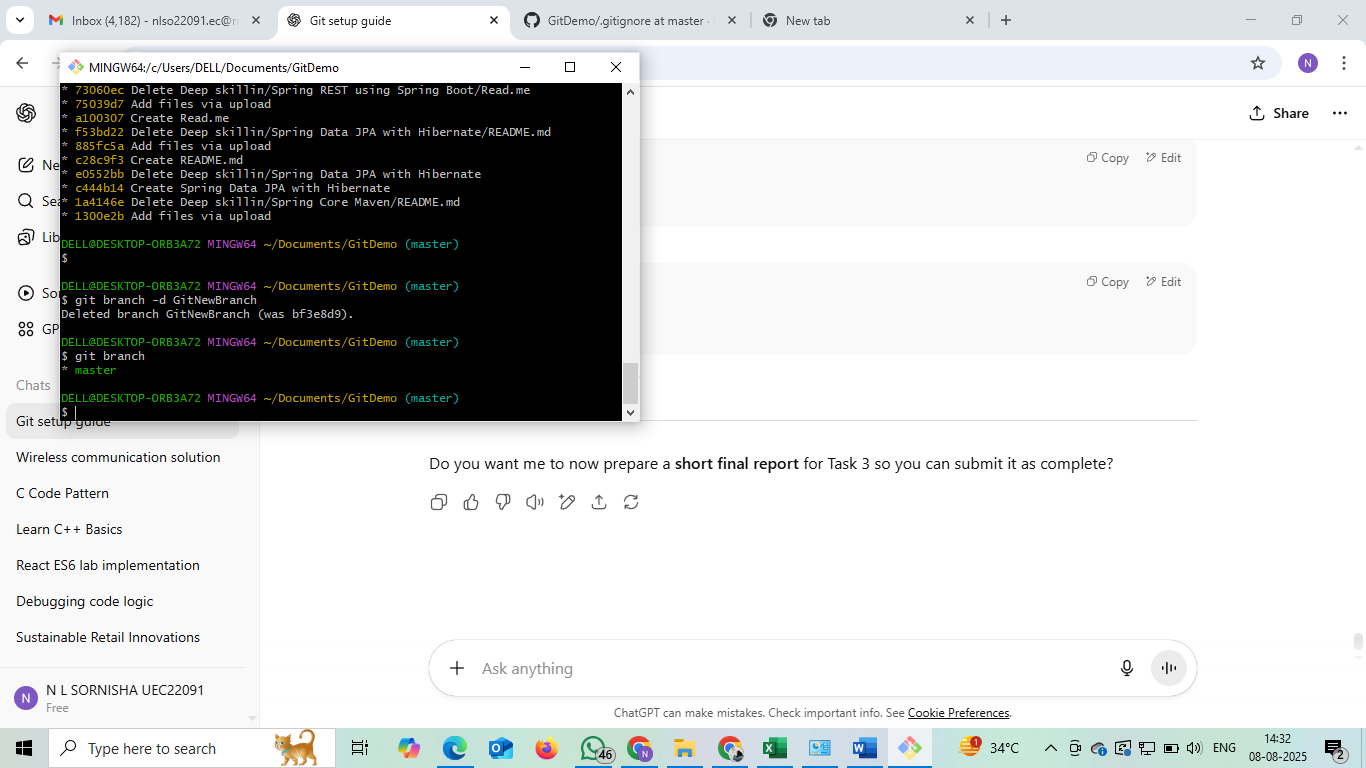 Inbox (4,182) - nlso22091.ec@r
Git setup guide
GitDemo/.gitignore at master ·
New tab
N
MINGW64:/c/Users/DELL/Documents/GitDemo
* 73060ec Delete Deep skillin/Spring REST using Spring Boot/Read.me
* 75039d7 Add files via upload
* a100307 Create Read.me
* f53bd22 Delete Deep skillin/Spring Data JPA with Hibernate/README.md
* 885fc5a Add files via upload
* c28c9f3 Create README.md
* e0552bb Delete Deep skillin/Spring Data JPA with Hibernate
* c444b14 Create Spring Data JPA with Hibernate
* 1a4146e Delete Deep skillin/Spring Core Maven/README.md
* 1300e2b Add files via upload
DELL@DESKTOP-ORB3A72 MINGW64 ~/Documents/GitDemo (master)
$
DELL@DESKTOP-ORB3A72 MINGW64 ~/Documents/GitDemo (master)
$ git branch -d GitNewBranch
Deleted branch GitNewBranch (was bf3e8d9).
DELL@DESKTOP-ORB3A72 MINGW64 ~/Documents/GitDemo (master)
$ git branch
* master
DELL@DESKTOP-ORB3A72 MINGW64 ~/Documents/GitDemo (master)
$
Share
Copy Edit
Copy Edit
Ne
Sea
Lib
So
GP
Chats
Git setup guide
Wireless communication solution
C Code Pattern
Learn C++ Basics
React ES6 lab implementation
Debugging code logic
Sustainable Retail Innovations
N
N L SORNISHA UEC22091
Free
Do you want me to now prepare a short final report for Task 3 so you can submit it as complete?
Ask anything
ChatGPT can make mistakes. Check important info. See Cookie Preferences.
Type here to search
46
N
1
34°C
ENG
14:32
08-08-2025
2